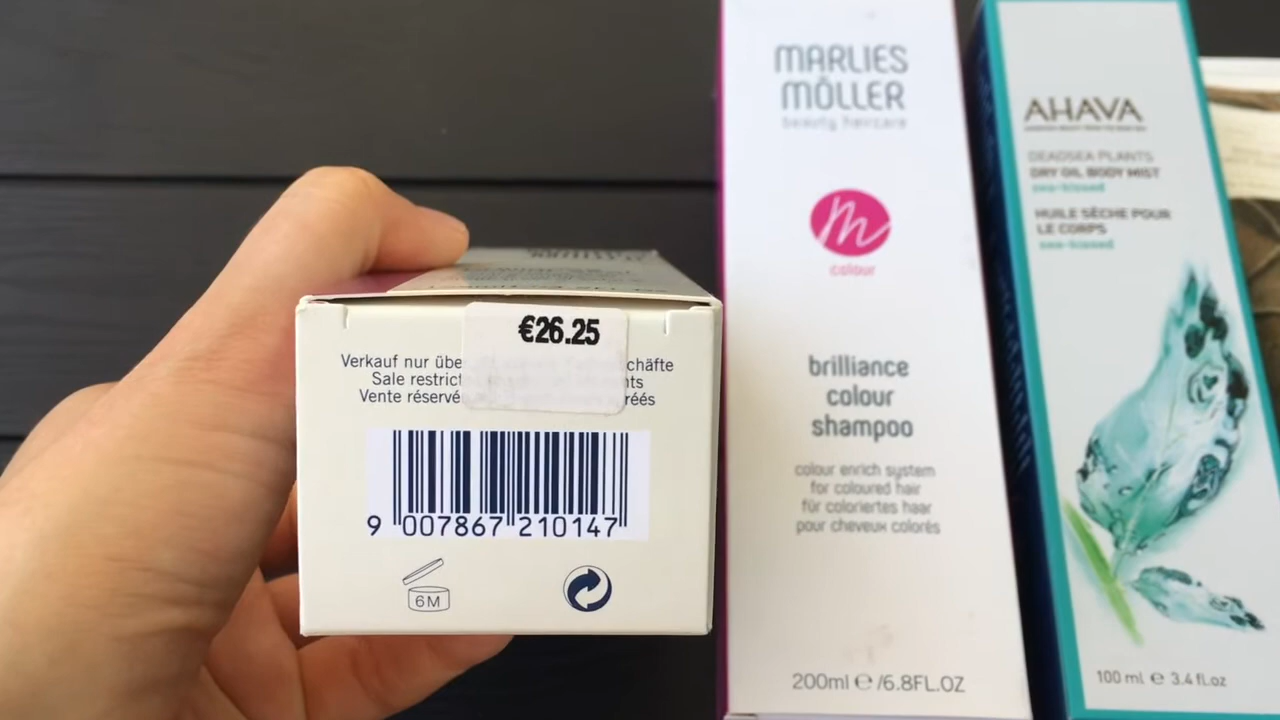 €26.25
Verkauf nur übe chäfte
Sale restrict nts
Vente réservé réés
9 007867 210147
6M
MARLIES
MÖLLER
beauty haircare
m
colour
brilliance
colour
shampoo
colour enrich system
for coloured hair
für coloriertes haar
pour cheveux colorés
200ml e /6.8FL.OZ
AHAVA
DEADSEA PLANTS
DRY OIL BODY MIST
sea-kissed
HUILE SÈCHE POUR
LE CORPS
sea-kissed
100 ml e 3.4 fl.oz